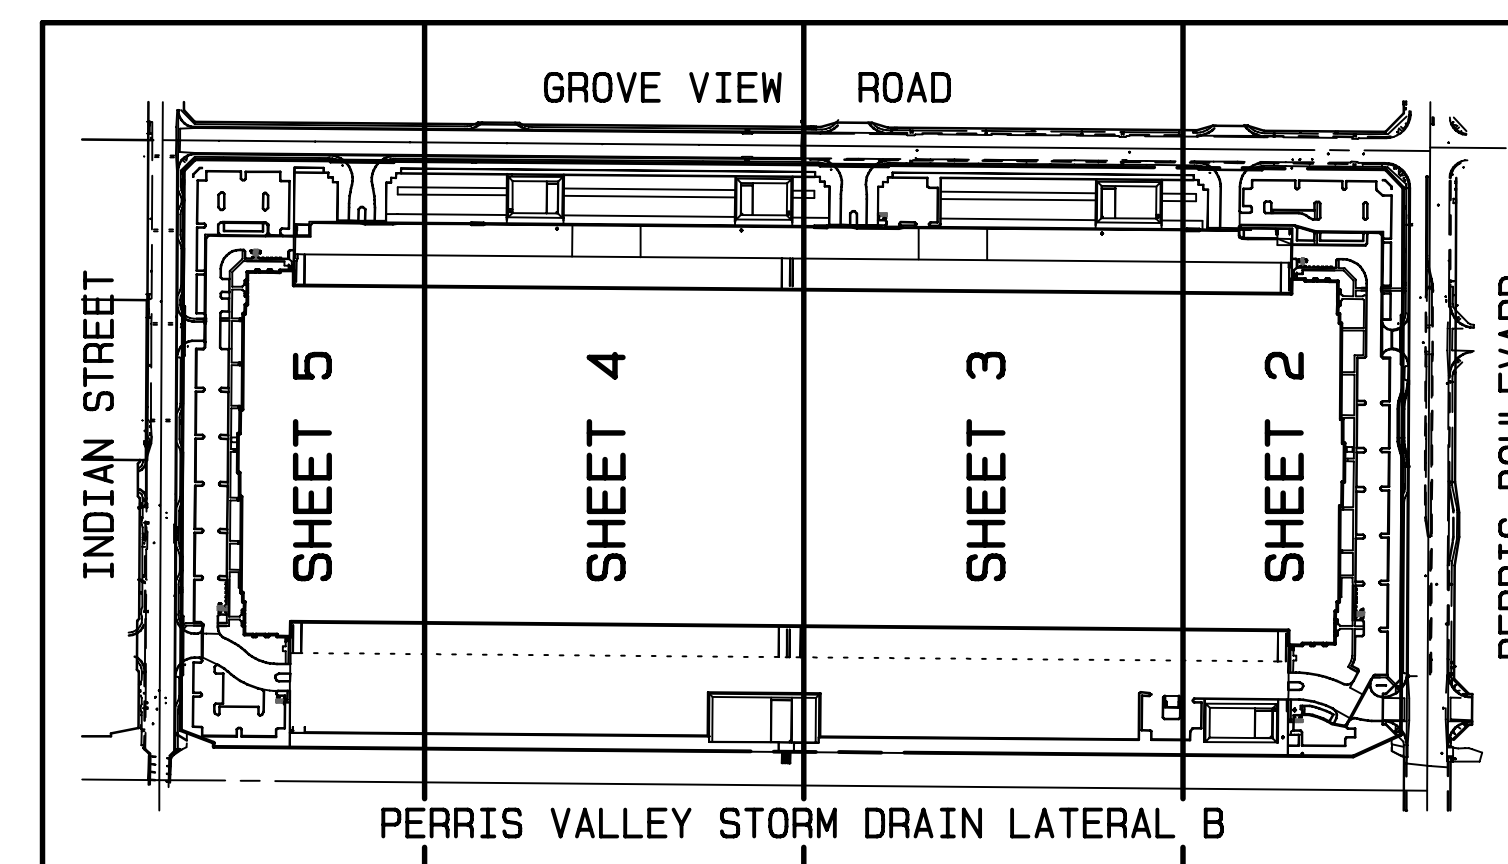 GROVE VIEW ROAD
INDIAN STREET
SHEET 5
SHEET 4
SHEET 3
SHEET 2
PERRIS VALLEY STORM DRAIN LATERAL B